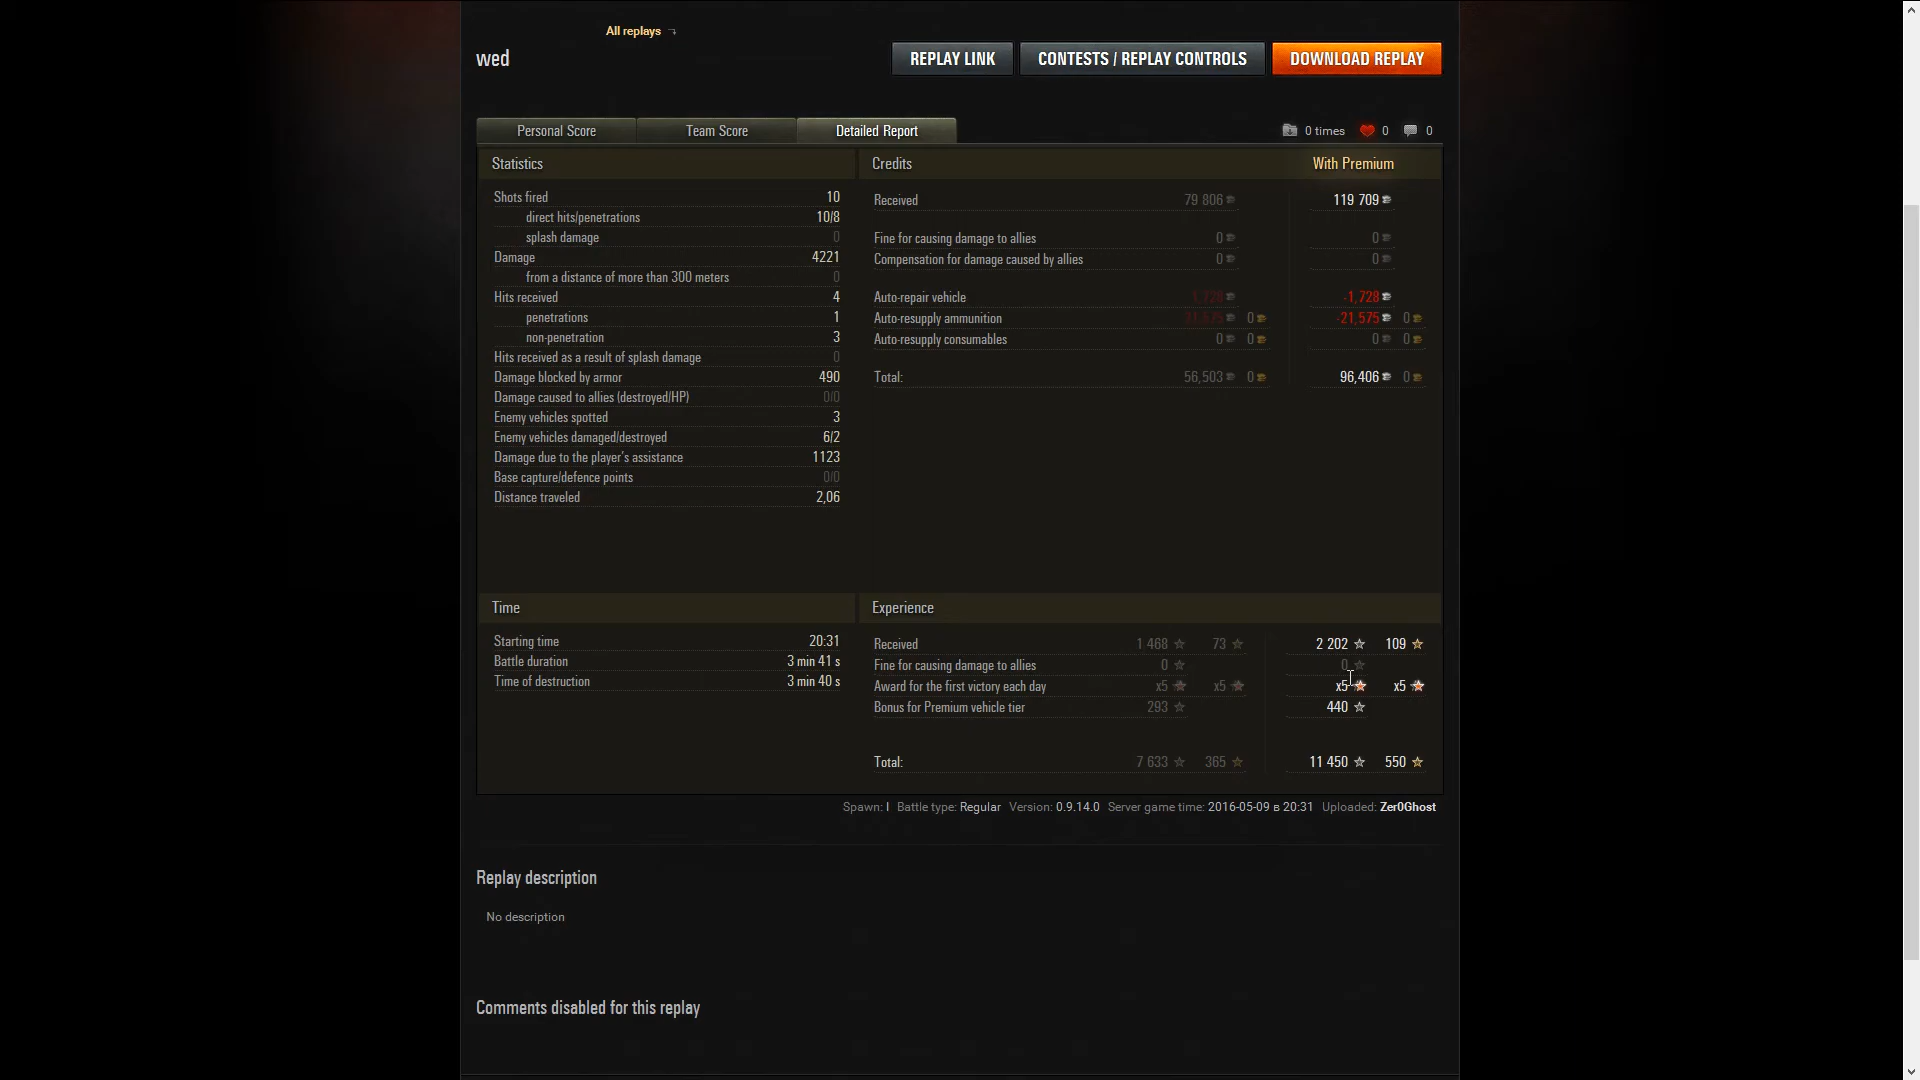 All replays
wed
REPLAY LINK
CONTESTS / REPLAY CONTROLS
DOWNLOAD REPLAY
Personal Score
Team Score
Detailed Report
0 times
0
0
Statistics
Shots fired 10
direct hits/penetrations 10/8
splash damage 0
Damage 4221
from a distance of more than 300 meters 0
Hits received 4
penetrations 1
non-penetration 3
Hits received as a result of splash damage 0
Damage blocked by armor 490
Damage caused to allies (destroyed/HP) 0/0
Enemy vehicles spotted 3
Enemy vehicles damaged/destroyed 6/2
Damage due to the player's assistance 1123
Base capture/defence points 0/0
Distance traveled 2,06
Credits With Premium
Received 79 806 119 709
Fine for causing damage to allies 0 0
Compensation for damage caused by allies 0 0
Auto-repair vehicle -1,728
Auto-resupply ammunition 0 -21,575 0
Auto-resupply consumables 0 0 0 0
Total: 56,503 0 96,406 0
Time
Starting time 20:31
Battle duration 3 min 41 s
Time of destruction 3 min 40 s
Experience
Received 1 468 73 2 202 109
Fine for causing damage to allies 0 0
Award for the first victory each day x5 x5 x5 x5
Bonus for Premium vehicle tier 293 440
Total: 7 633 365 11 450 550
Spawn: I Battle type: Regular Version: 0.9.14.0 Server game time: 2016-05-09 в 20:31 Uploaded: Zer0Ghost
Replay description
No description
Comments disabled for this replay